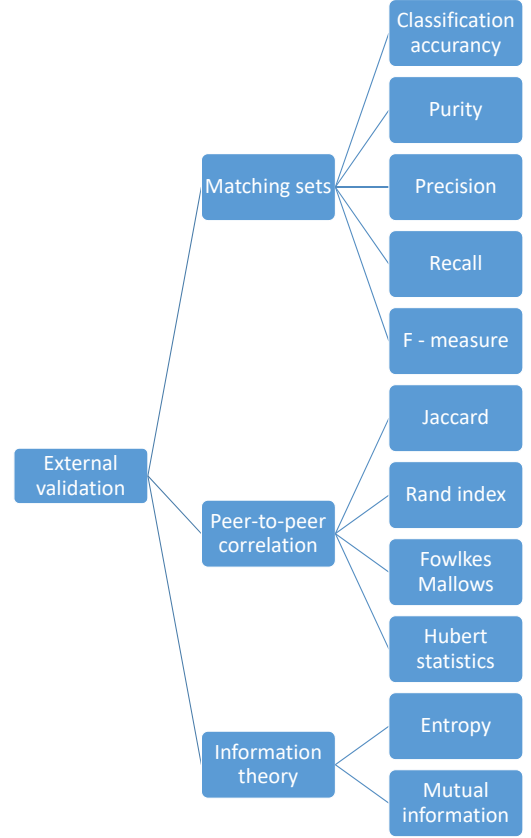 Classification
accurancy
Purity
Matching sets
Precision
Recall
F - measure
External
validation
Jaccard
Peer-to-peer
correlation
Rand index
Fowlkes
Mallows
Hubert
statistics
Information
theory
Entropy
Mutual
information